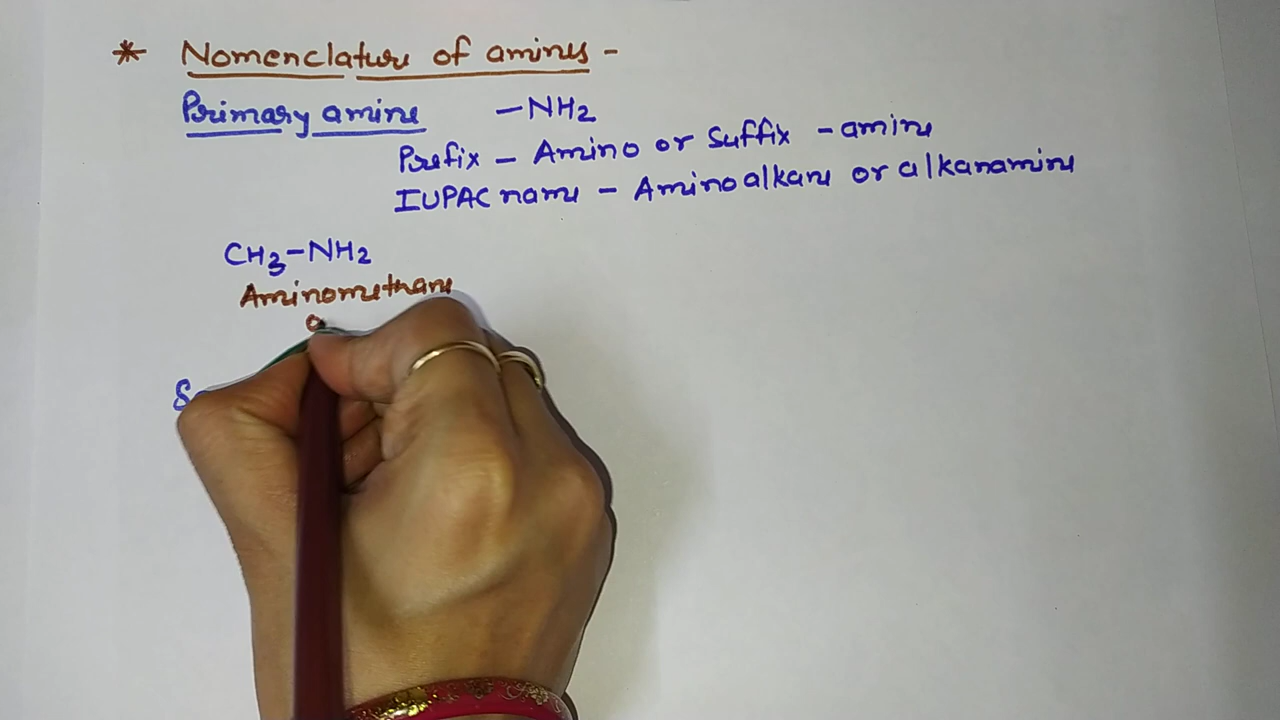 * Nomenclature of amines -
Primary amine -NH2
Prefix - Amino or Suffix - amine
IUPAC name - Aminoalkane or alkanamine
CH3-NH2
Aminomethane